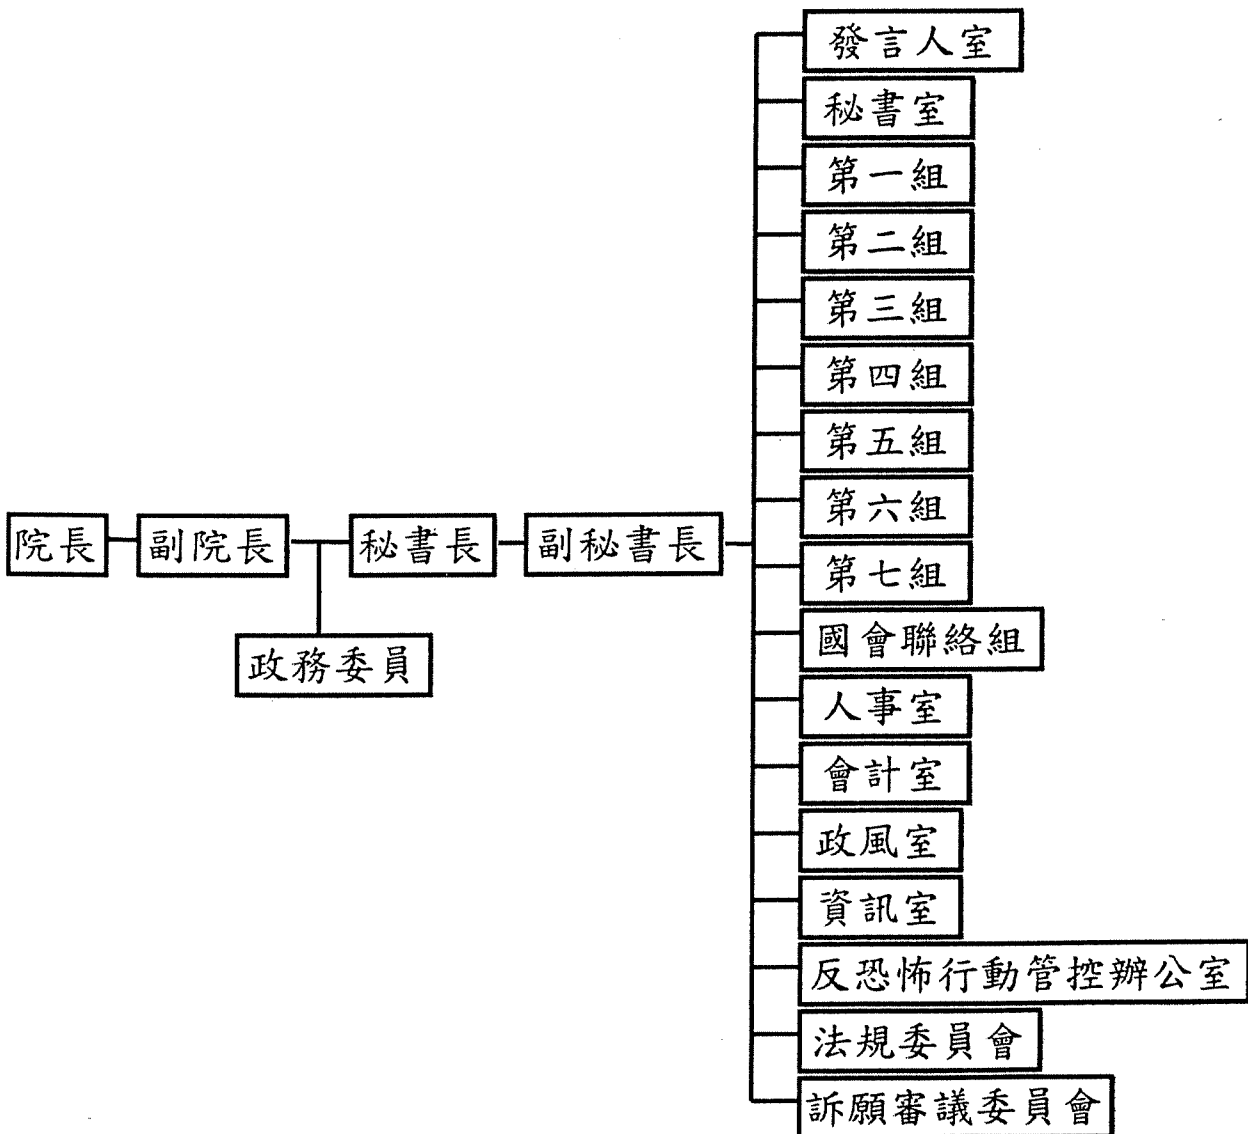 院長
副院長
政務委員
秘書長
副秘書長
發言人室
秘書室
第一組
第二組
第三組
第四組
第五組
第六組
第七組
國會聯絡組
人事室
會計室
政風室
資訊室
反恐怖行動管控辦公室
法規委員會
訴願審議委員會